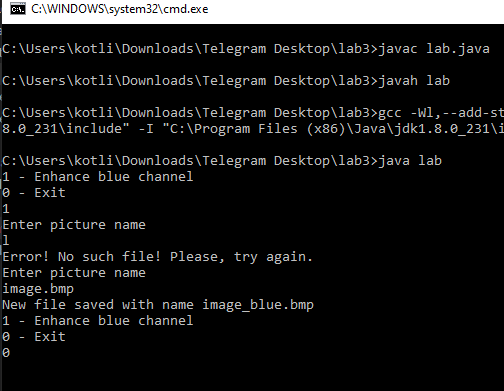 C:\WINDOWS\system32\cmd.exe
C:\Users\kotli\Downloads\Telegram Desktop\lab3>javac lab.java
C:\Users\kotli\Downloads\Telegram Desktop\lab3>javah lab
C:\Users\kotli\Downloads\Telegram Desktop\lab3>gcc -Wl,--add-st
8.0_231\include" -I "C:\Program Files (x86)\Java\jdk1.8.0_231\i
C:\Users\kotli\Downloads\Telegram Desktop\lab3>java lab
1 - Enhance blue channel
0 - Exit
1
Enter picture name
l
Error! No such file! Please, try again.
Enter picture name
image.bmp
New file saved with name image_blue.bmp
1 - Enhance blue channel
0 - Exit
0